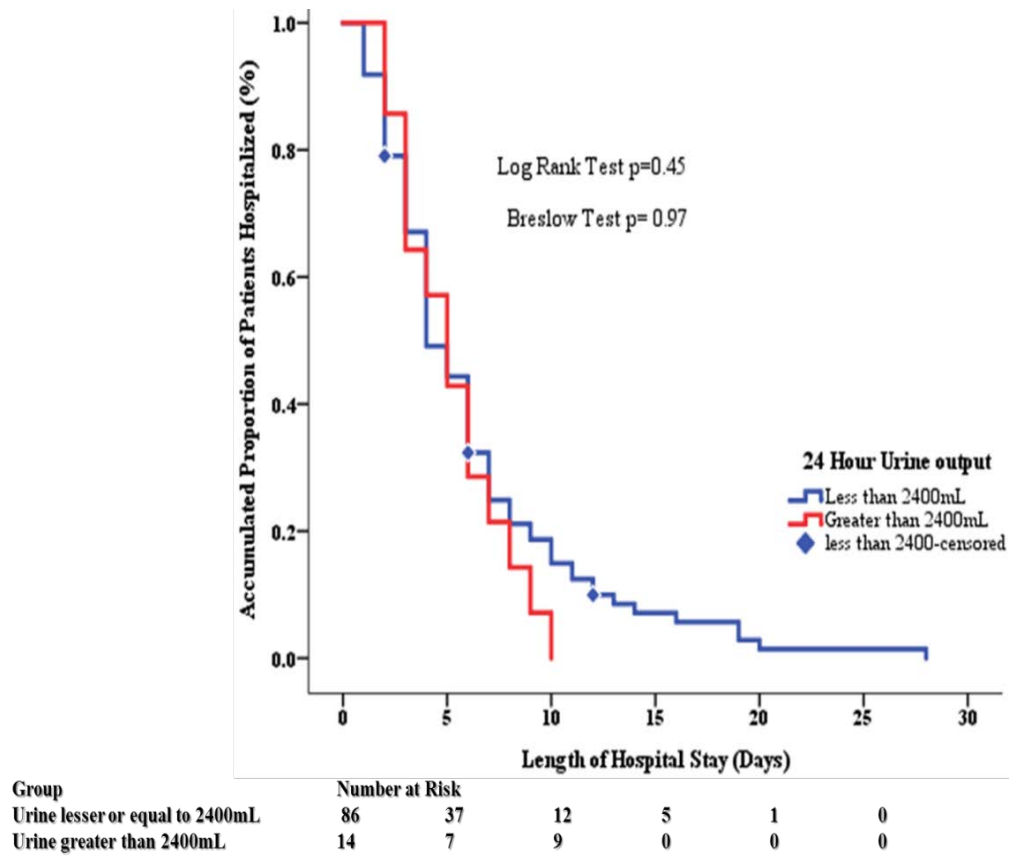 Accumulated Proportion of Patients Hospitalized (%)
1.0
0.8
0.6
0.4
0.2
0.0
Log Rank Test p=0.45
Breslow Test p= 0.97
24 Hour Urine output
Less than 2400mL
Greater than 2400mL
less than 2400-censored
0 5 10 15 20 25 30
Length of Hospital Stay (Days)
Group Number at Risk
Urine lesser or equal to 2400mL 86 37 12 5 1 0
Urine greater than 2400mL 14 7 9 0 0 0